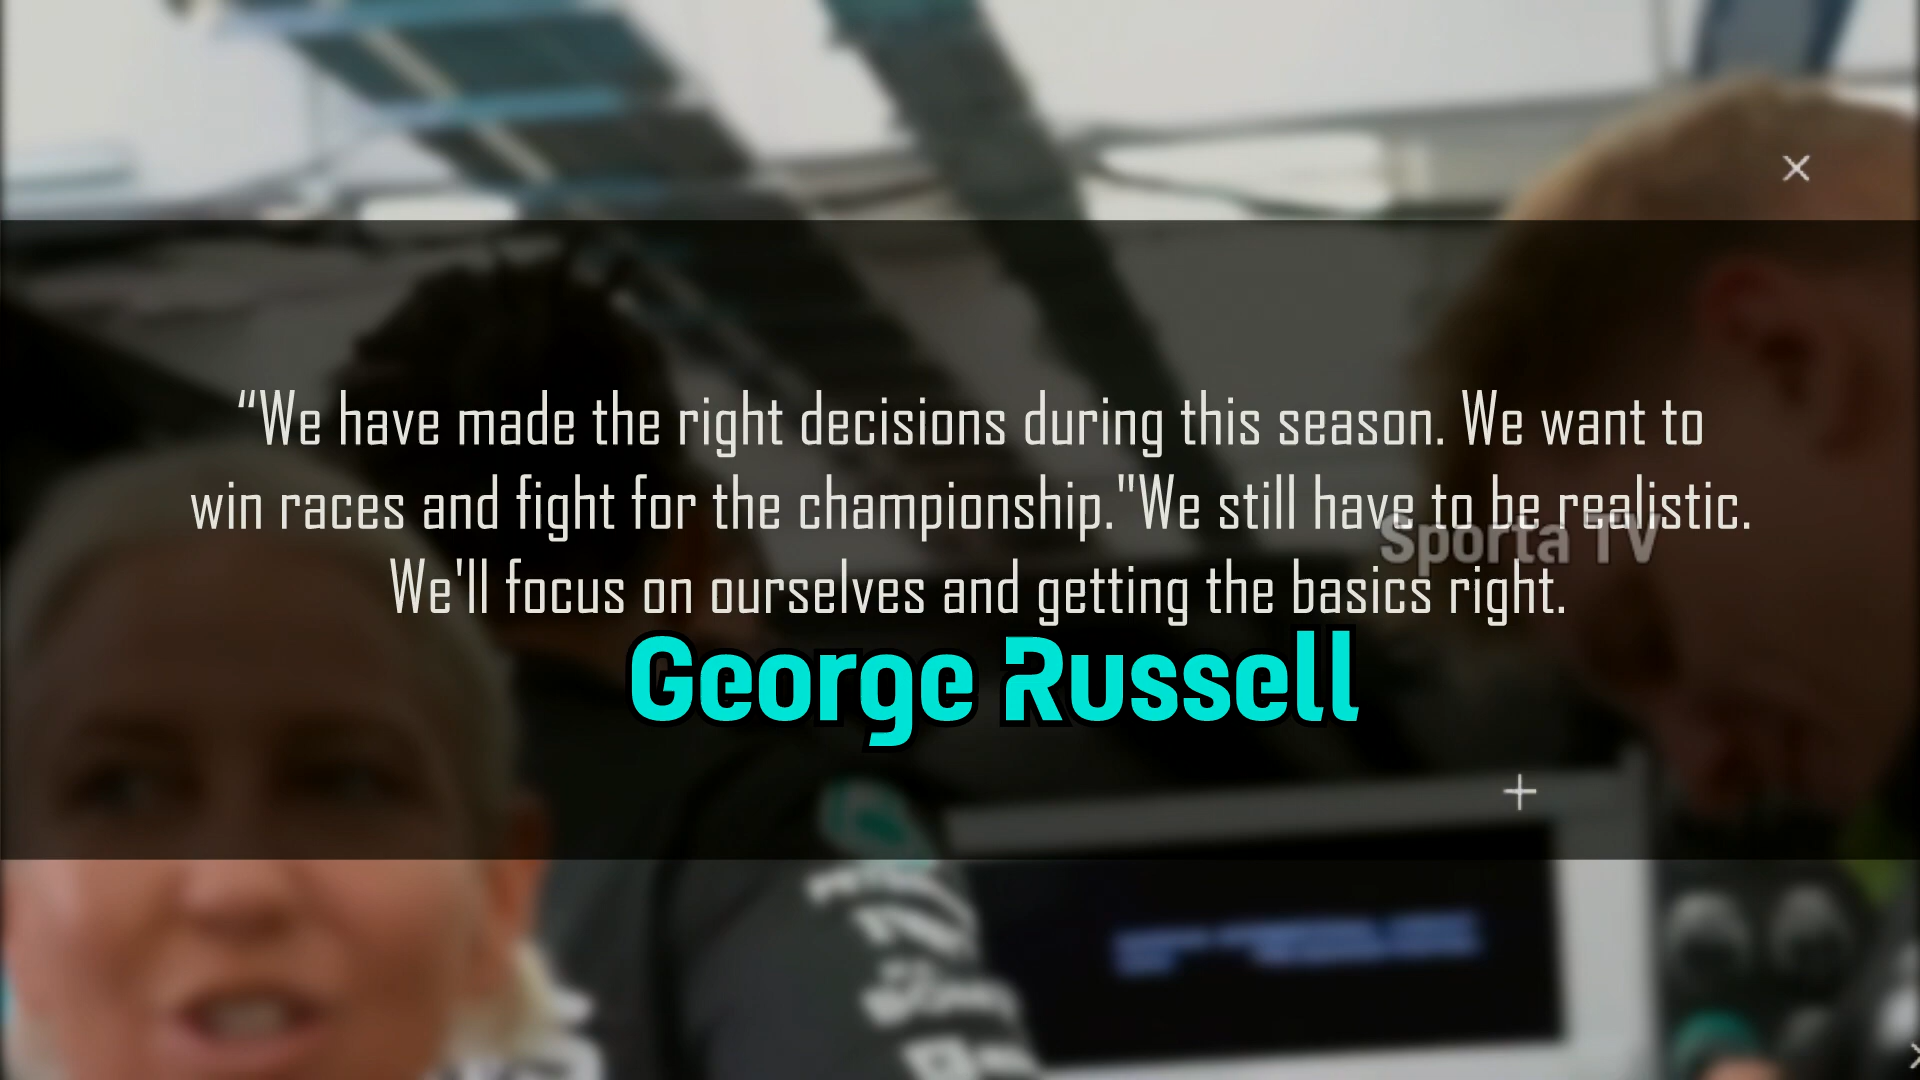 “We have made the right decisions during this season. We want to
win races and fight for the championship."We still have to be realistic.
Sporta TV
We'll focus on ourselves and getting the basics right.
George Russell